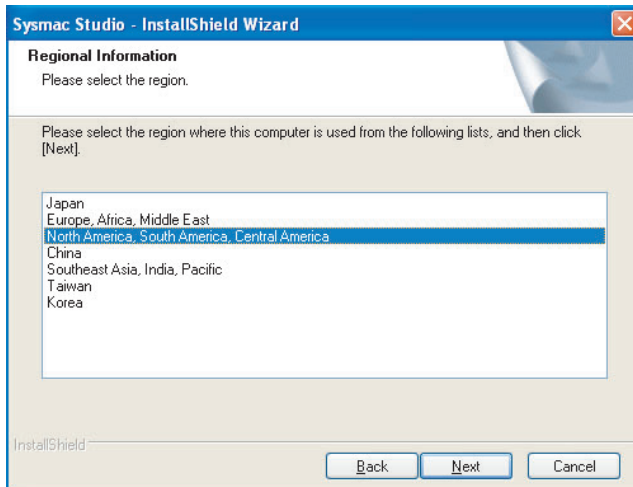 Sysmac Studio - InstallShield Wizard
Regional Information
Please select the region.
Please select the region where this computer is used from the following lists, and then click
[Next].
Japan
Europe, Africa, Middle East
North America, South America, Central America
China
Southeast Asia, India, Pacific
Taiwan
Korea
InstallShield
Back Next Cancel